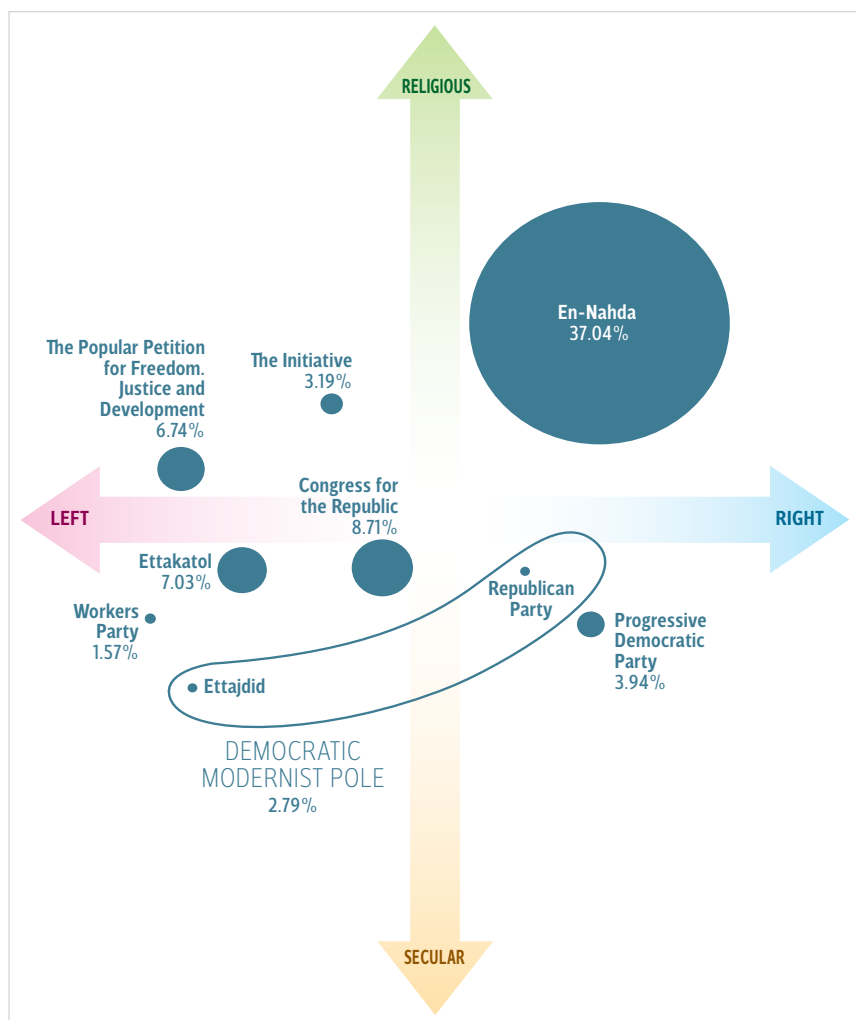 RELIGIOUS
En-Nahda
37.04%
The Popular Petition
for Freedom.
Justice and
Development
6.74%
The Initiative
3.19%
Congress for
the Republic
8.71%
LEFT
RIGHT
Ettakatol
7.03%
Republican
Party
Workers
Party
1.57%
Progressive
Democratic
Party
3.94%
Ettajdid
DEMOCRATIC
MODERNIST POLE
2.79%
SECULAR